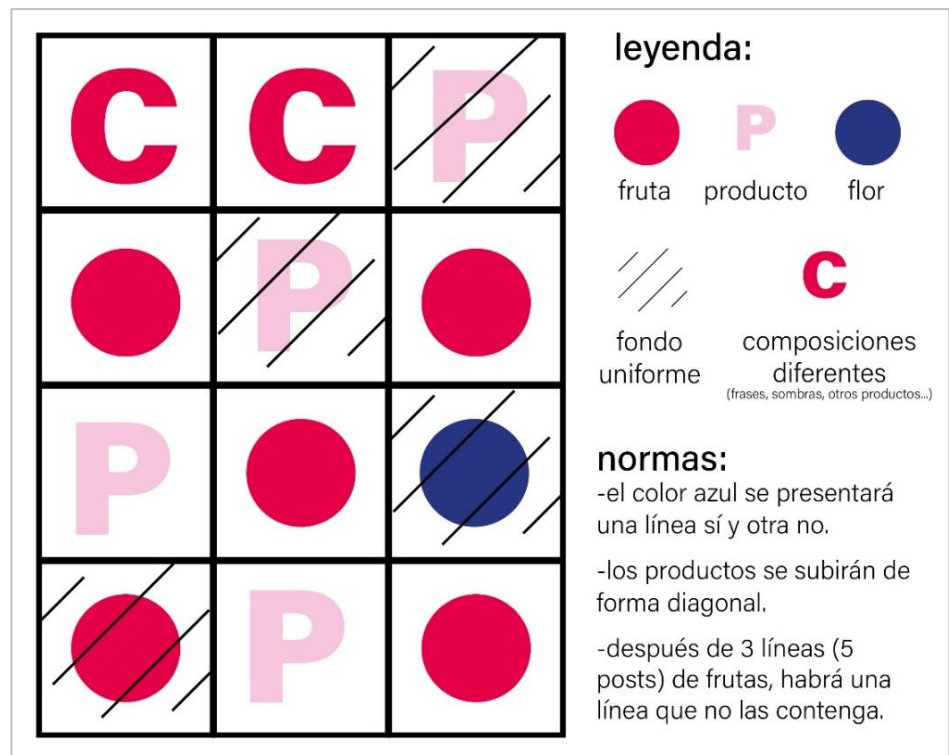 C C P
P
P
P
leyenda:
P
fruta producto flor
C
fondo
uniforme
composiciones
diferentes
(frases, sombras, otros productos...)
normas:
-el color azul se presentará
una línea sí y otra no.
-los productos se subirán de
forma diagonal.
-después de 3 líneas (5
posts) de frutas, habrá una
línea que no las contenga.